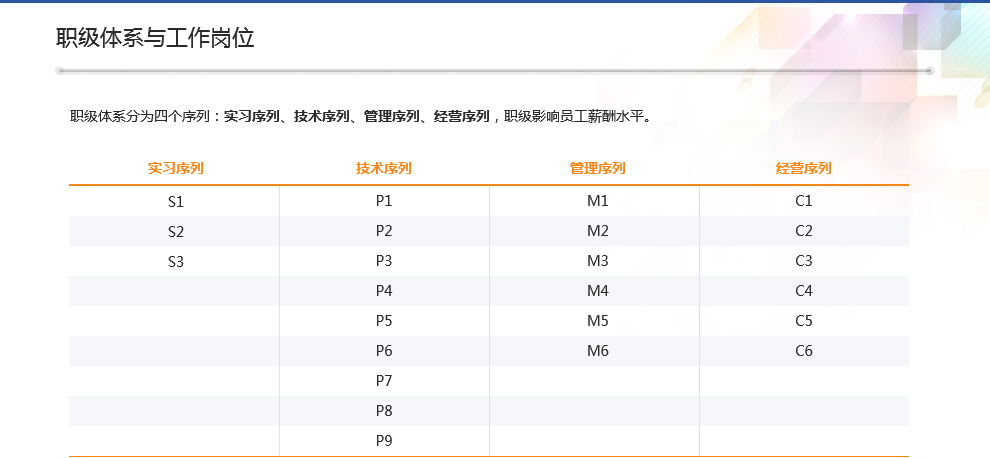 职级体系与工作岗位
职级体系分为四个序列：实习序列、技术序列、管理序列、经营序列，职级影响员工薪酬水平。
实习序列 技术序列 管理序列 经营序列
S1 P1 M1 C1
S2 P2 M2 C2
S3 P3 M3 C3
P4 M4 C4
P5 M5 C5
P6 M6 C6
P7
P8
P9